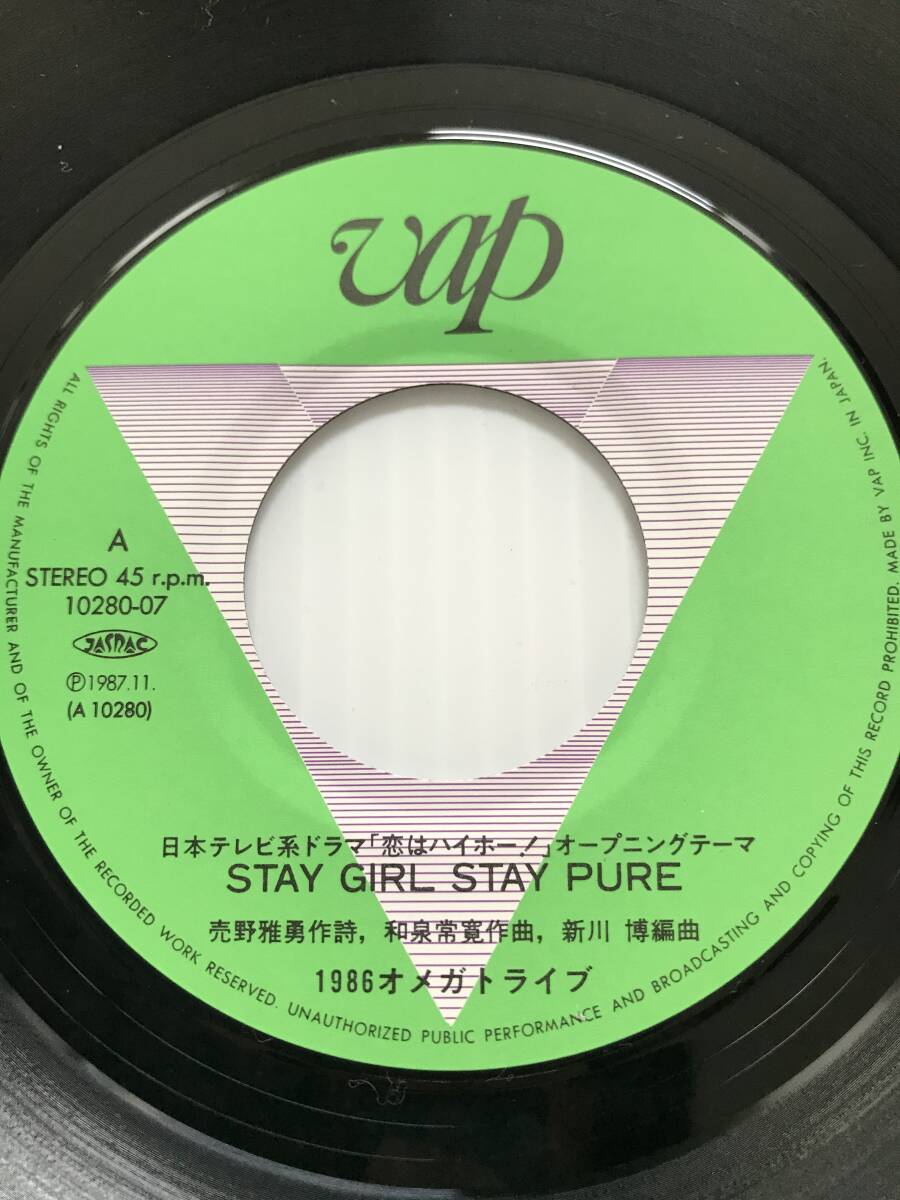 vap
A
STEREO 45 r.p.m.
10280-07
JASRAC
Ⓟ1987.11.
(A 10280)
日本テレビ系ドラマ「恋はハイホー!」オープニングテーマ
STAY GIRL STAY PURE
売野雅勇作詩, 和泉常寛作曲, 新川 博編曲
1986オメガトライブ
ALL RIGHTS OF THE MANUFACTURER AND OF THE OWNER OF THE RECORDED WORK RESERVED. UNAUTHORIZED PUBLIC PERFORMANCE AND BROADCASTING AND COPYING OF THIS RECORD PROHIBITED. MADE BY VAP INC. IN JAPAN.